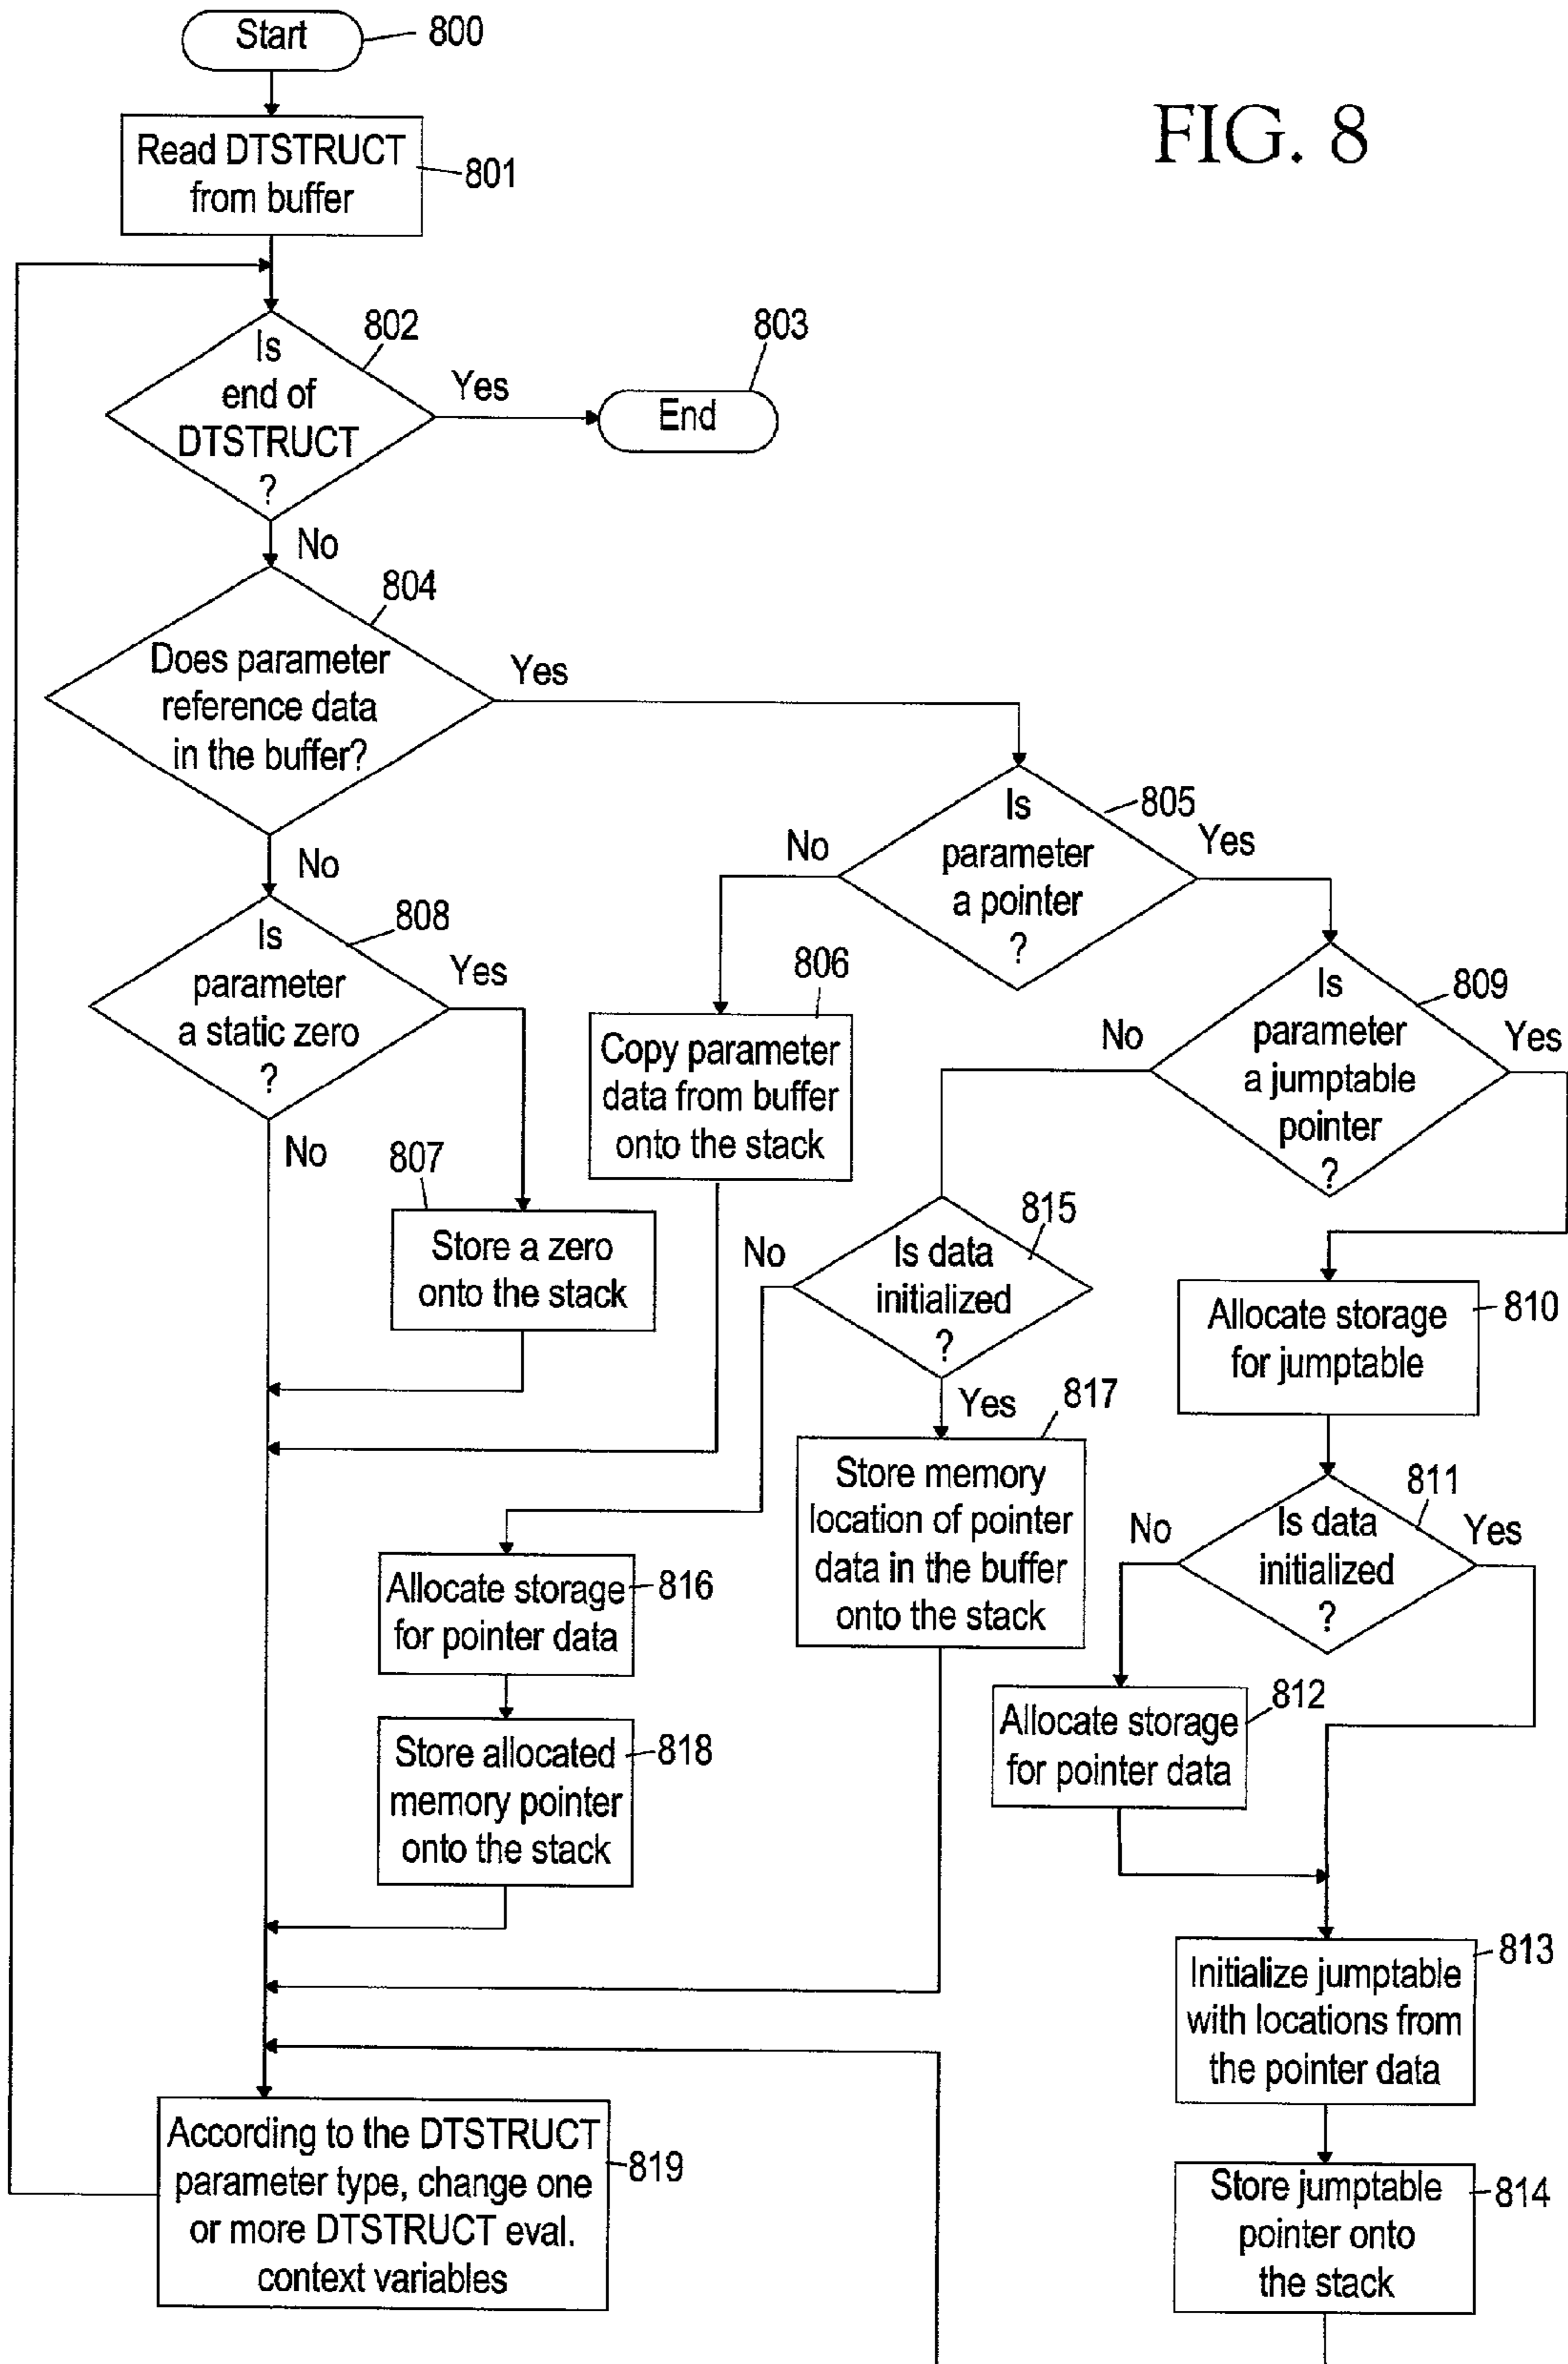 FIG. 8
Start
800
Read DTSTRUCT
from buffer
801
Is
end of
DTSTRUCT
?
802
Yes
End
803
No
Does parameter
reference data
in the buffer?
804
Yes
No
Is
parameter
a pointer
?
805
No
Yes
Is
parameter
a static zero
?
808
Yes
No
806
Copy parameter
data from buffer
onto the stack
Is
parameter
a jumptable
pointer
?
809
No
Yes
807
Store a zero
onto the stack
Is data
initialized
?
815
No
Yes
Allocate storage
for jumptable
810
817
Store memory
location of pointer
data in the buffer
onto the stack
Is data
initialized
?
811
No
Yes
Allocate storage
for pointer data
816
Allocate storage
for pointer data
812
Store allocated
memory pointer
onto the stack
818
Initialize jumptable
with locations from
the pointer data
813
According to the DTSTRUCT
parameter type, change one
or more DTSTRUCT eval.
context variables
819
Store jumptable
pointer onto
the stack
814